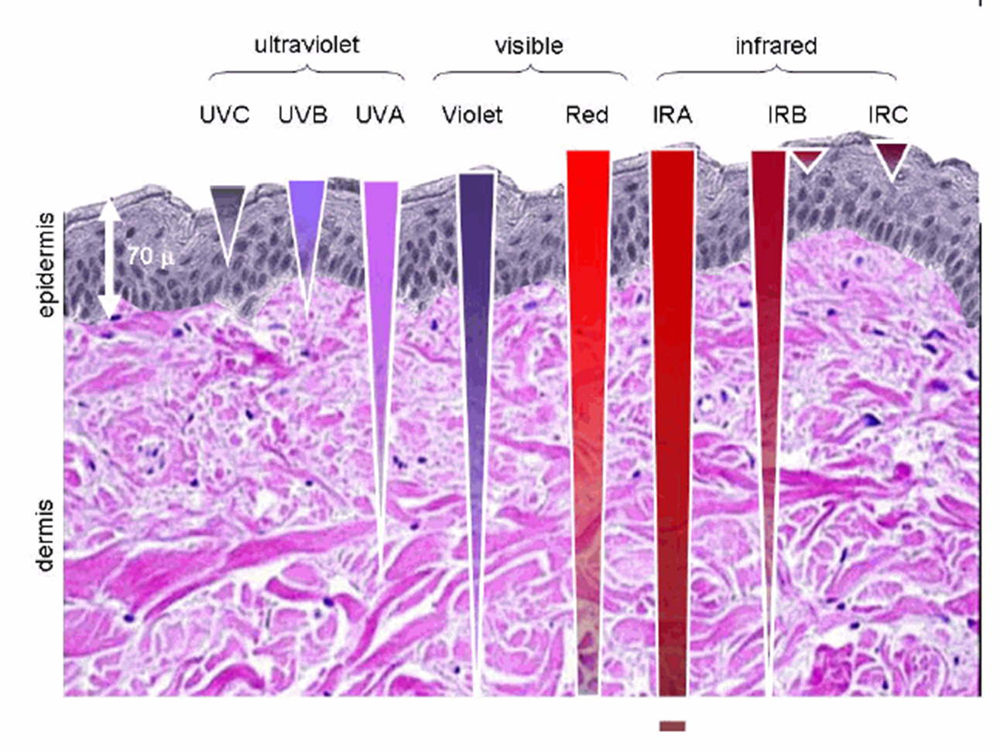 ultraviolet visible infrared
UVC UVB UVA Violet Red IRA IRB IRC
epidermis
70 μ
dermis